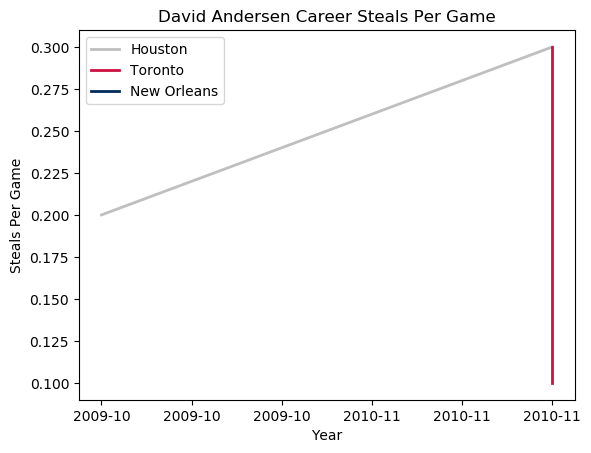 David Andersen Career Steals Per Game
Houston
Toronto
New Orleans
Steals Per Game
0.300
0.275
0.250
0.225
0.200
0.175
0.150
0.125
0.100
2009-10 2009-10 2009-10 2010-11 2010-11 2010-11
Year